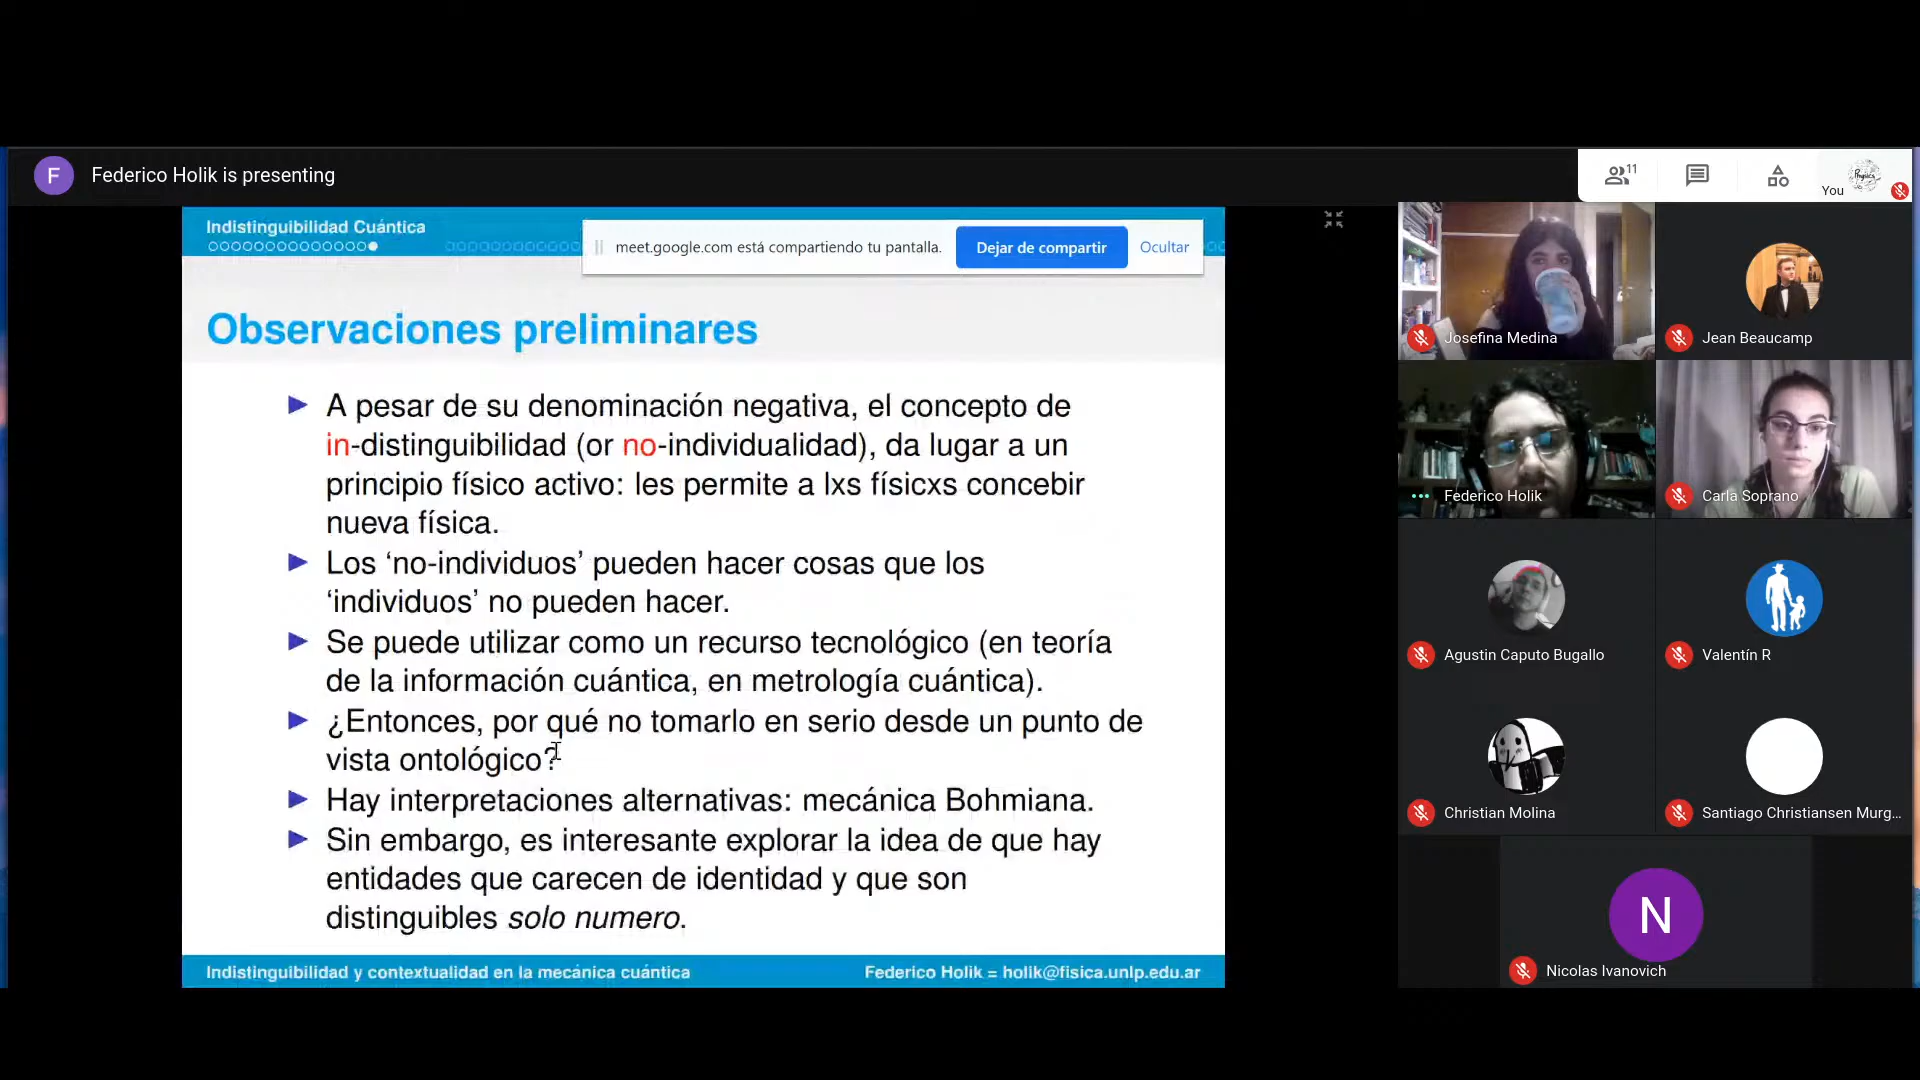 F
Federico Holik is presenting
11
You
Physics
Indistinguibilidad Cuántica
meet.google.com está compartiendo tu pantalla.
Dejar de compartir
Ocultar
Observaciones preliminares
A pesar de su denominación negativa, el concepto de
in-distinguibilidad (or no-individualidad), da lugar a un
principio físico activo: les permite a lxs físicxs concebir
nueva física.
Los ‘no-individuos’ pueden hacer cosas que los
‘individuos’ no pueden hacer.
Se puede utilizar como un recurso tecnológico (en teoría
de la información cuántica, en metrología cuántica).
¿Entonces, por qué no tomarlo en serio desde un punto de
vista ontológico?
Hay interpretaciones alternativas: mecánica Bohmiana.
Sin embargo, es interesante explorar la idea de que hay
entidades que carecen de identidad y que son
distinguibles solo numero.
Indistinguibilidad y contextualidad en la mecánica cuántica
Federico Holik = holik@fisica.unlp.edu.ar
Josefina Medina
Jean Beaucamp
Federico Holik
Carla Soprano
Agustin Caputo Bugallo
Valentín R
Christian Molina
Santiago Christiansen Murg...
N
Nicolas Ivanovich